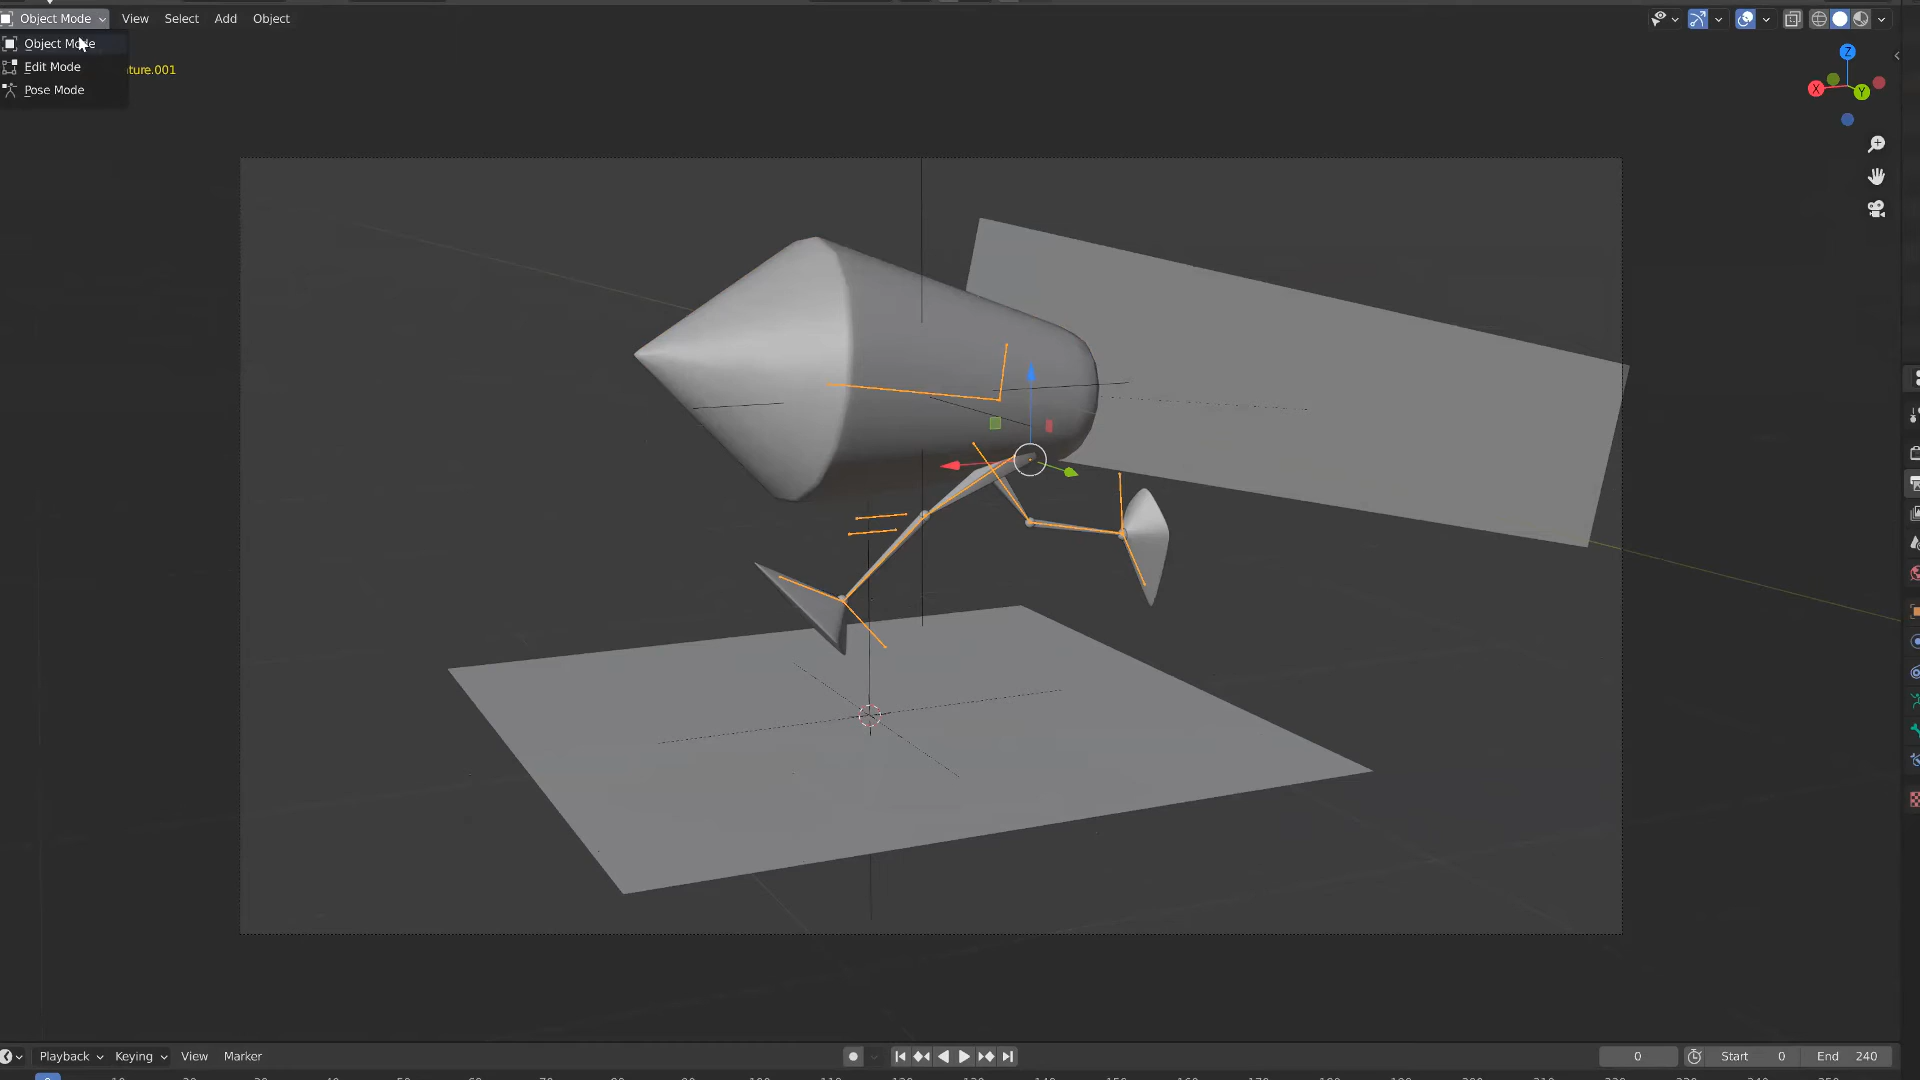 Object Mode View Select Add Object
Object Mode
Edit Mode
ture.001
Pose Mode
Z
X
Y
Playback Keying View Marker
0 Start 0 End 240